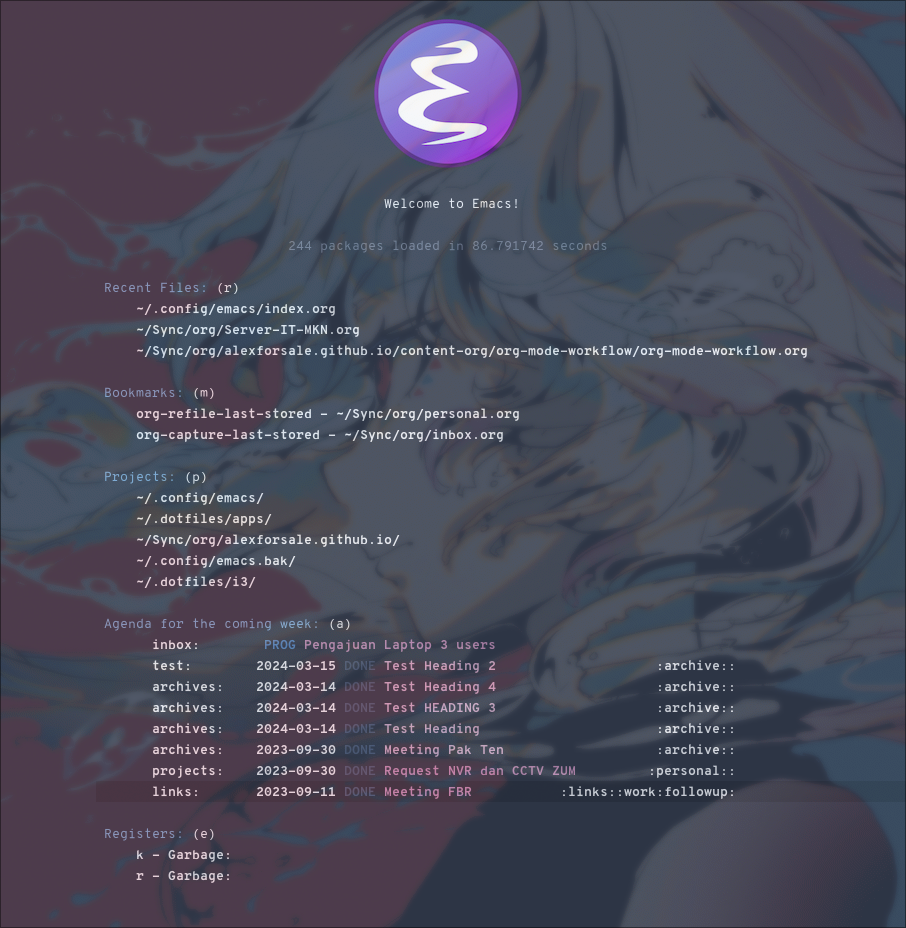 Welcome to Emacs!
244 packages loaded in 86.791742 seconds
Recent Files: (r)
~/.config/emacs/index.org
~/Sync/org/Server-IT-MKN.org
~/Sync/org/alexforsale.github.io/content-org/org-mode-workflow/org-mode-workflow.org
Bookmarks: (m)
org-refile-last-stored - ~/Sync/org/personal.org
org-capture-last-stored - ~/Sync/org/inbox.org
Projects: (p)
~/.config/emacs/
~/.dotfiles/apps/
~/Sync/org/alexforsale.github.io/
~/.config/emacs.bak/
~/.dotfiles/i3/
Agenda for the coming week: (a)
inbox: PROG Pengajuan Laptop 3 users
test: 2024-03-15 DONE Test Heading 2 :archive::
archives: 2024-03-14 DONE Test Heading 4 :archive::
archives: 2024-03-14 DONE Test HEADING 3 :archive::
archives: 2024-03-14 DONE Test Heading :archive::
archives: 2023-09-30 DONE Meeting Pak Ten :archive::
projects: 2023-09-30 DONE Request NVR dan CCTV ZUM :personal::
links: 2023-09-11 DONE Meeting FBR :links::work:followup:
Registers: (e)
k - Garbage:
r - Garbage: